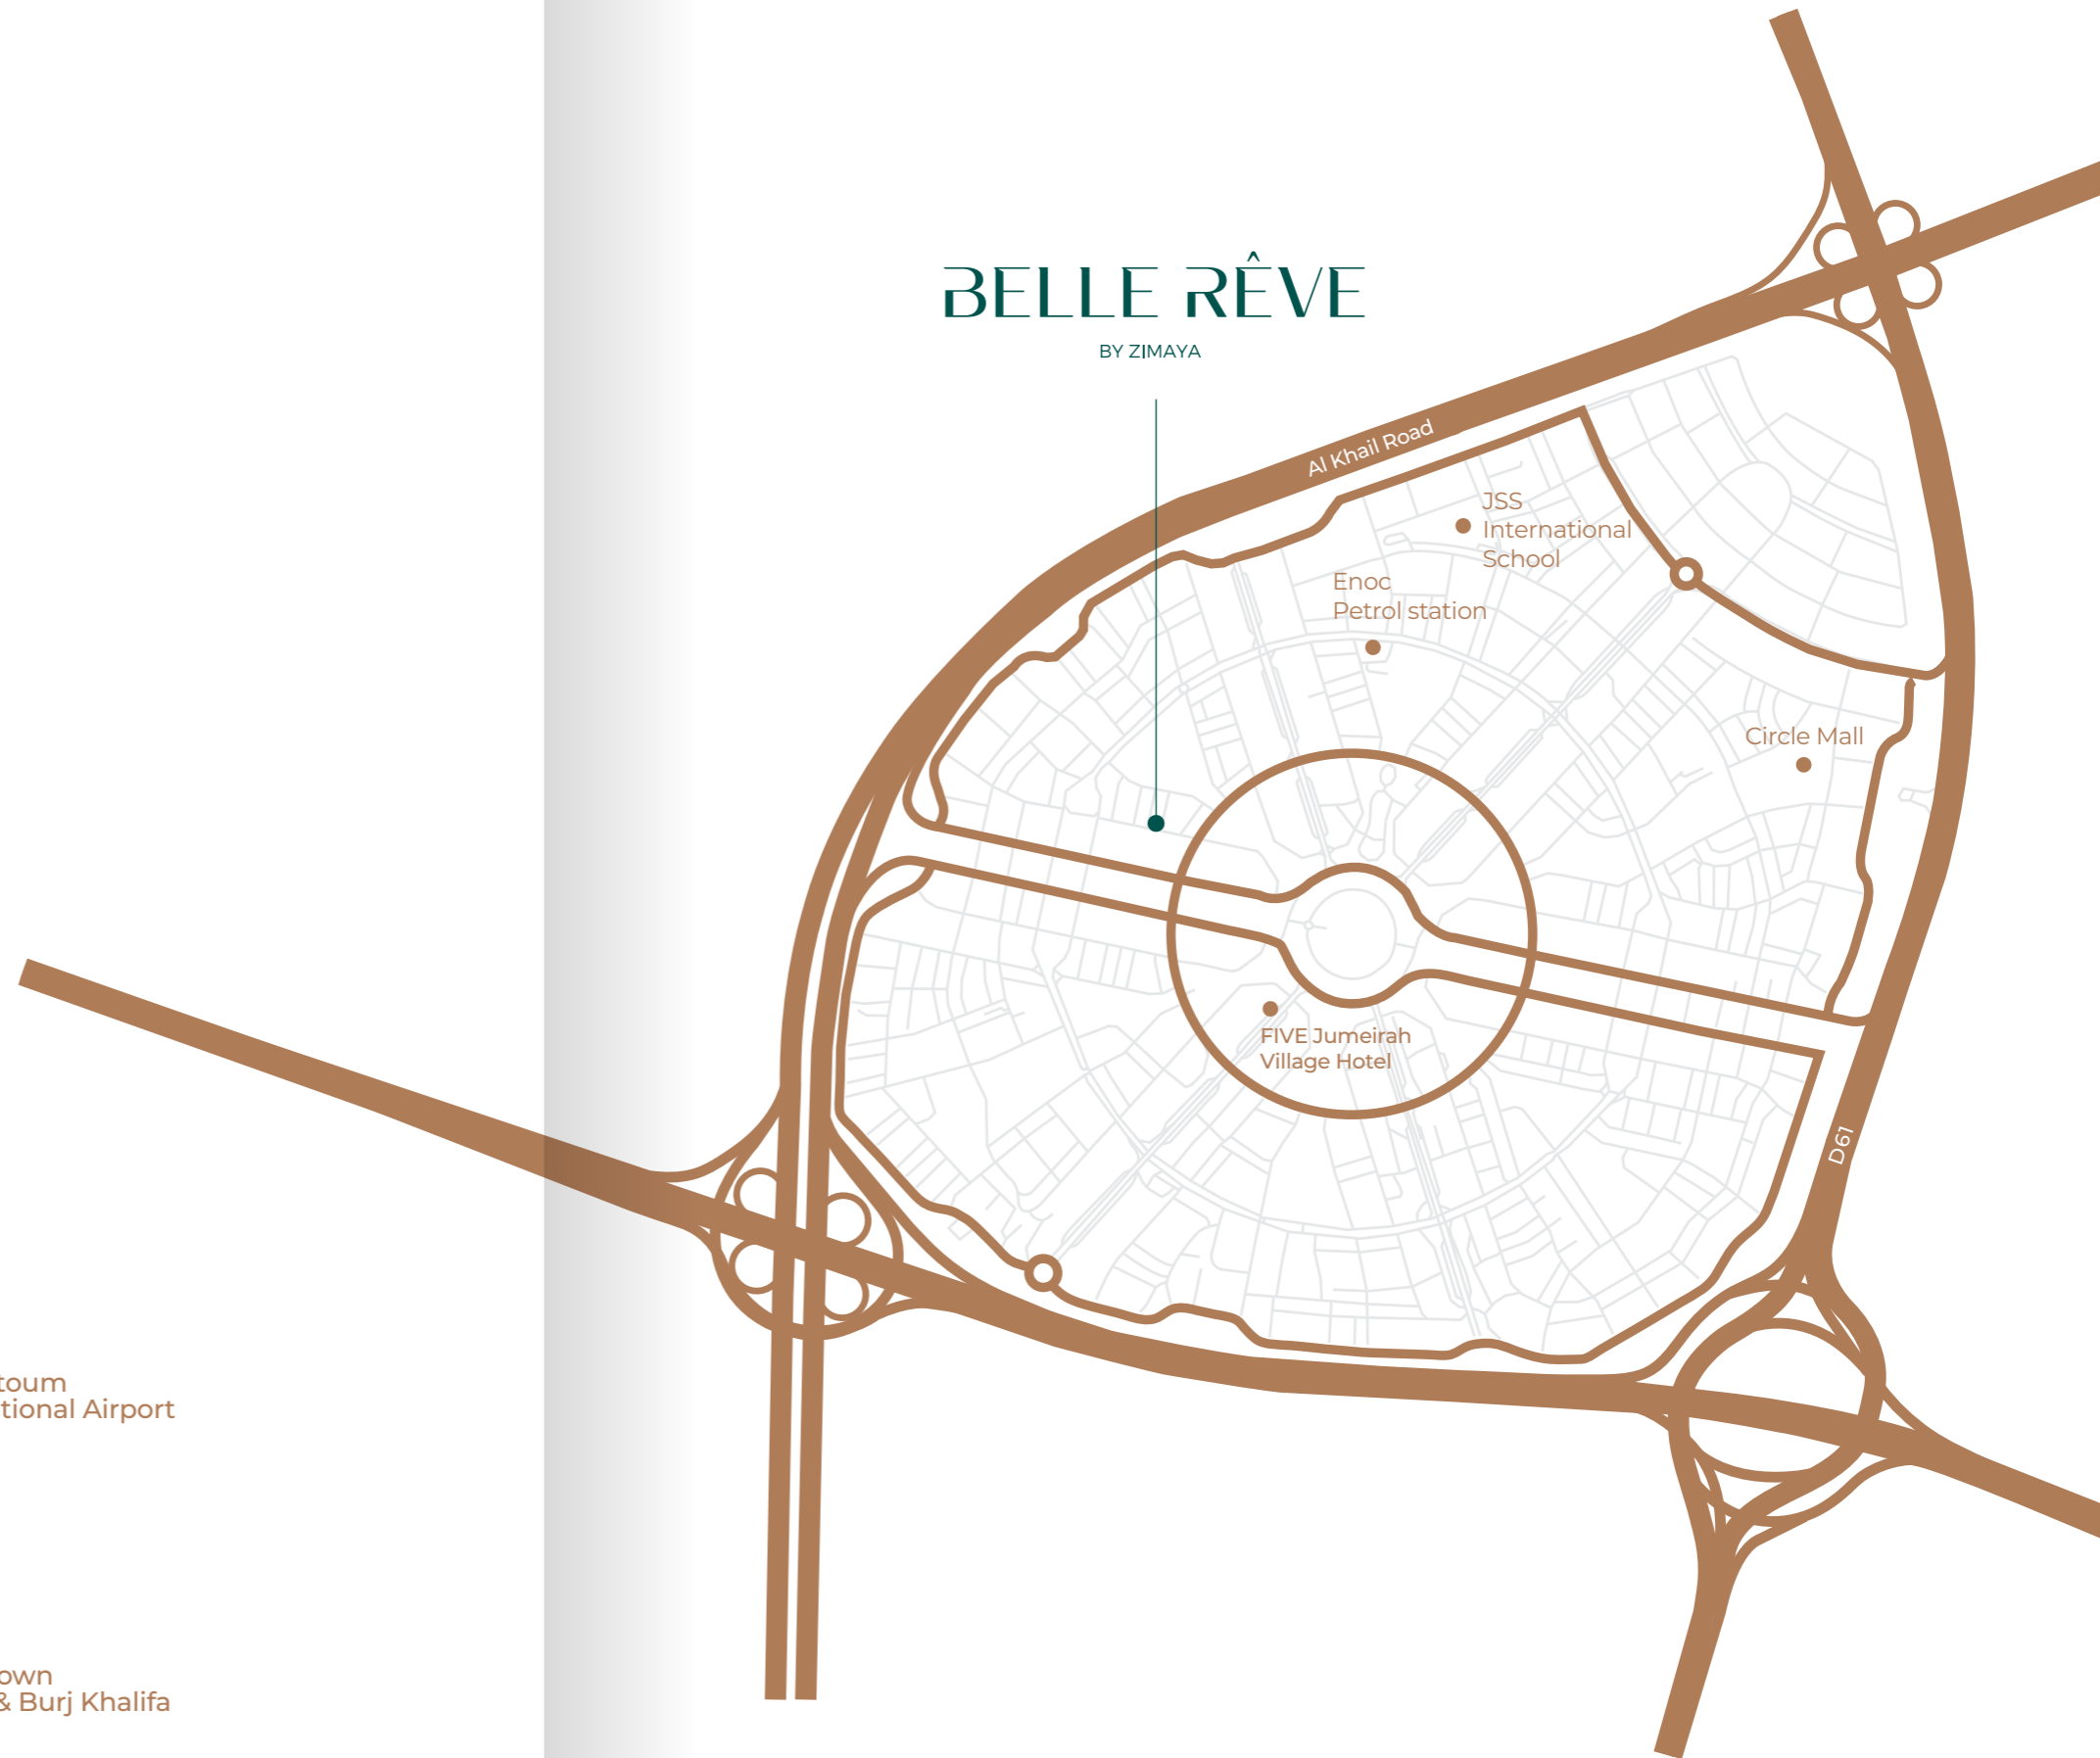 BELLE RÊVE
BY ZIMAYA
Al Khail Road
JSS
International
School
Enoc
Petrol station
Circle Mall
FIVE Jumeirah
Village Hotel
D61
toum
tional Airport
own
& Burj Khalifa